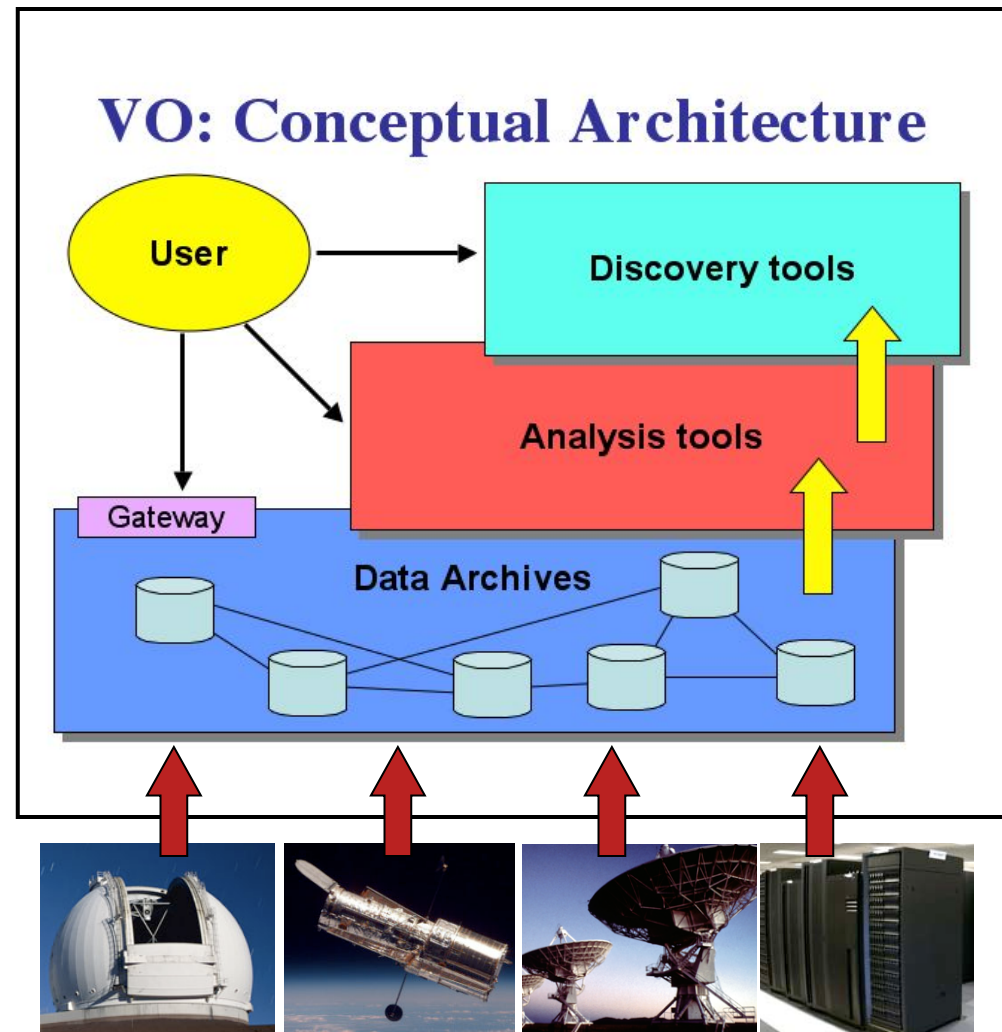 VO: Conceptual Architecture
User
Discovery tools
Analysis tools
Gateway
Data Archives